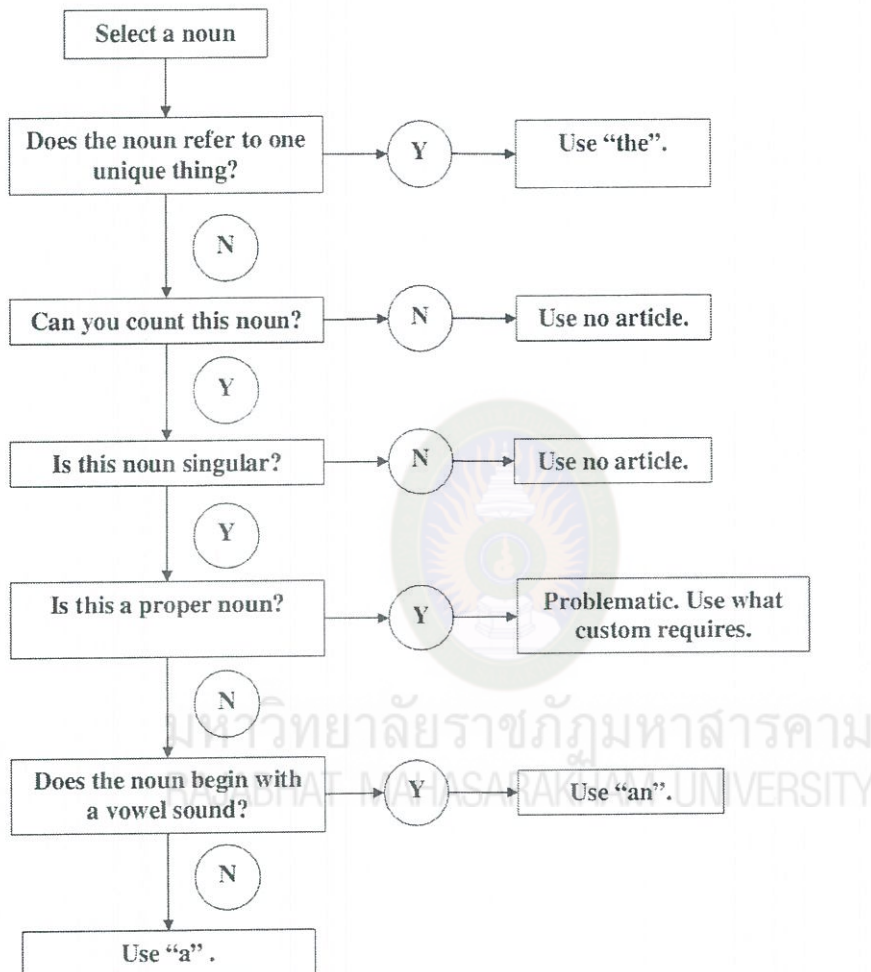 Select a noun
Does the noun refer to one
unique thing?
Y
Use “the”.
N
Can you count this noun?
N
Use no article.
Y
Is this noun singular?
N
Use no article.
Y
Is this a proper noun?
Y
Problematic. Use what
custom requires.
N
มหาวิทยาลัยราชภัฏมหาสารคาม
RAJABHAT MAHASARAKHAM UNIVERSITY
Does the noun begin with
a vowel sound?
Y
Use “an”.
N
Use “a” .